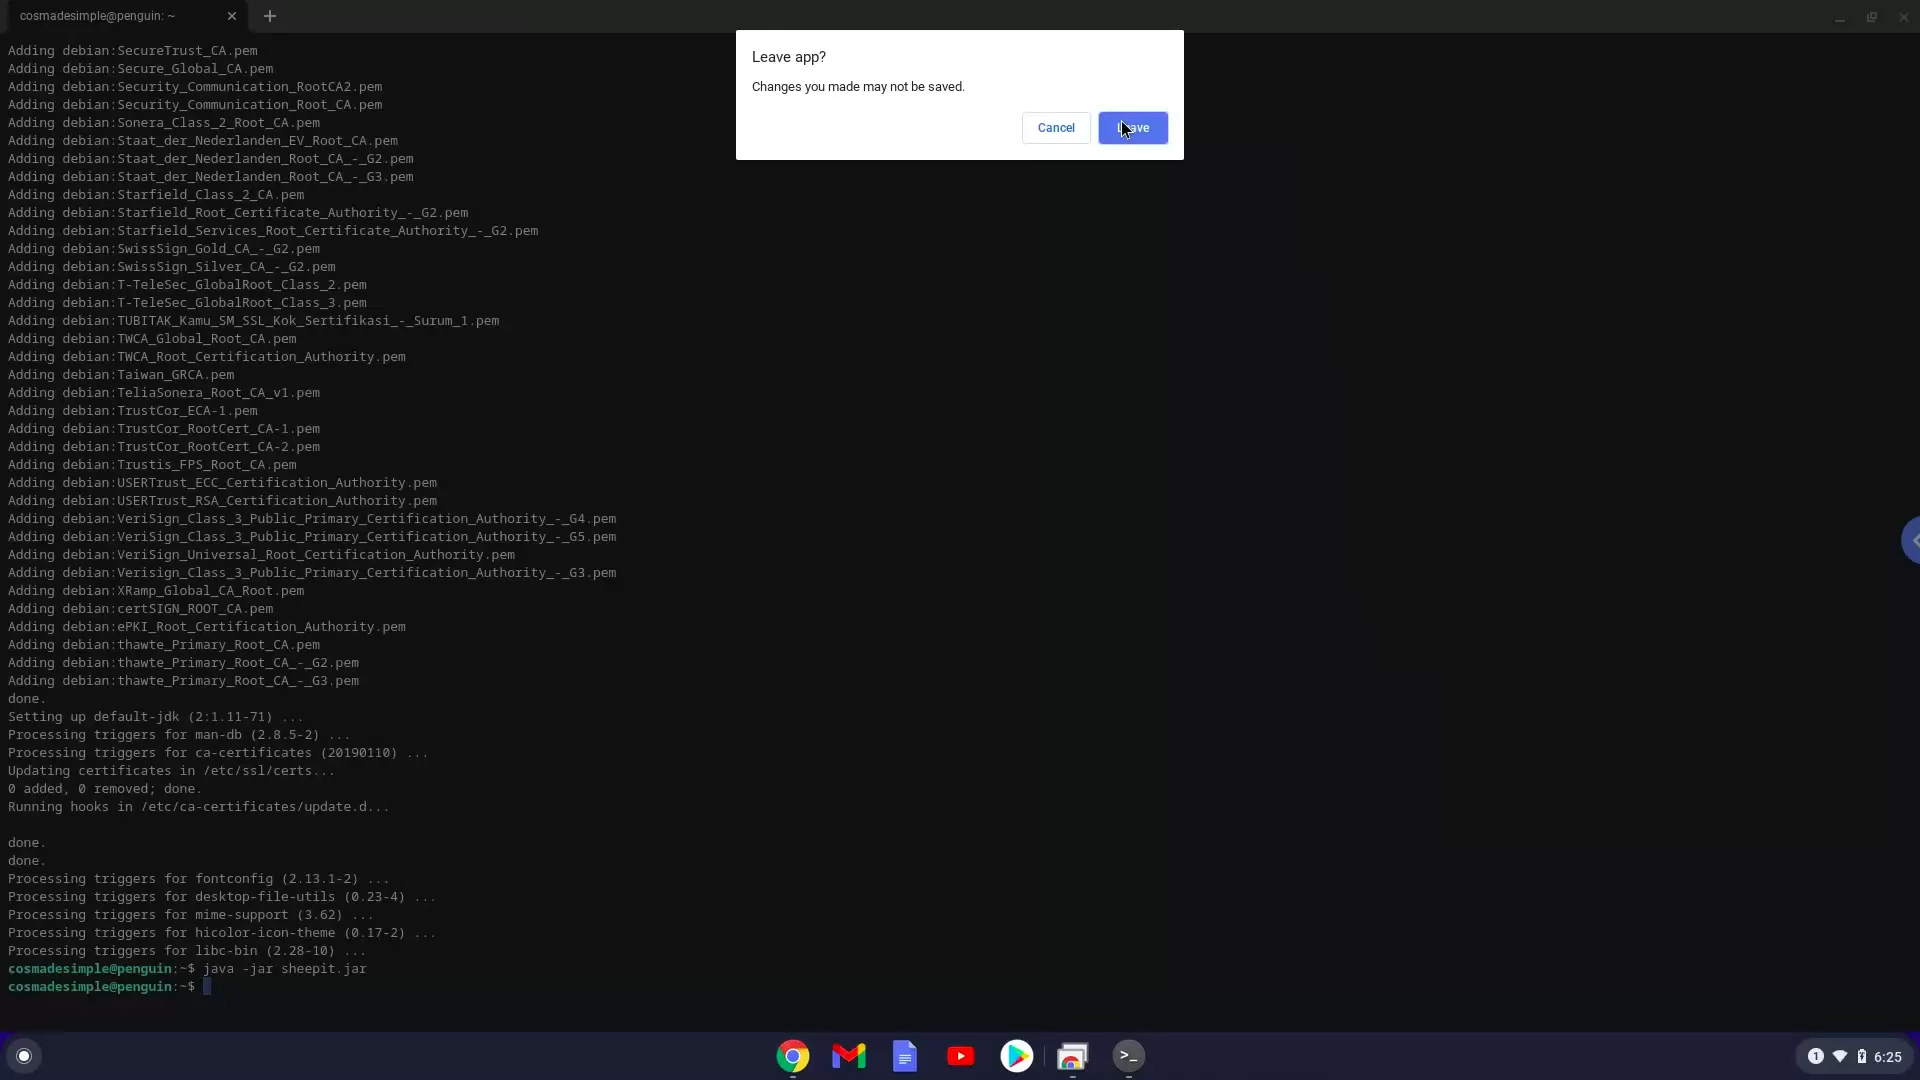 cosmadesimple@penguin: ~
Adding debian:SecureTrust_CA.pem
Adding debian:Secure_Global_CA.pem
Adding debian:Security_Communication_RootCA2.pem
Adding debian:Security_Communication_Root_CA.pem
Adding debian:Sonera_Class_2_Root_CA.pem
Adding debian:Staat_der_Nederlanden_EV_Root_CA.pem
Adding debian:Staat_der_Nederlanden_Root_CA_-_G2.pem
Adding debian:Staat_der_Nederlanden_Root_CA_-_G3.pem
Adding debian:Starfield_Class_2_CA.pem
Adding debian:Starfield_Root_Certificate_Authority_-_G2.pem
Adding debian:Starfield_Services_Root_Certificate_Authority_-_G2.pem
Adding debian:SwissSign_Gold_CA_-_G2.pem
Adding debian:SwissSign_Silver_CA_-_G2.pem
Adding debian:T-TeleSec_GlobalRoot_Class_2.pem
Adding debian:T-TeleSec_GlobalRoot_Class_3.pem
Adding debian:TUBITAK_Kamu_SM_SSL_Kok_Sertifikasi_-_Surum_1.pem
Adding debian:TWCA_Global_Root_CA.pem
Adding debian:TWCA_Root_Certification_Authority.pem
Adding debian:Taiwan_GRCA.pem
Adding debian:TeliaSonera_Root_CA_v1.pem
Adding debian:TrustCor_ECA-1.pem
Adding debian:TrustCor_RootCert_CA-1.pem
Adding debian:TrustCor_RootCert_CA-2.pem
Adding debian:Trustis_FPS_Root_CA.pem
Adding debian:USERTrust_ECC_Certification_Authority.pem
Adding debian:USERTrust_RSA_Certification_Authority.pem
Adding debian:VeriSign_Class_3_Public_Primary_Certification_Authority_-_G4.pem
Adding debian:VeriSign_Class_3_Public_Primary_Certification_Authority_-_G5.pem
Adding debian:VeriSign_Universal_Root_Certification_Authority.pem
Adding debian:Verisign_Class_3_Public_Primary_Certification_Authority_-_G3.pem
Adding debian:XRamp_Global_CA_Root.pem
Adding debian:certSIGN_ROOT_CA.pem
Adding debian:ePKI_Root_Certification_Authority.pem
Adding debian:thawte_Primary_Root_CA.pem
Adding debian:thawte_Primary_Root_CA_-_G2.pem
Adding debian:thawte_Primary_Root_CA_-_G3.pem
done.
Setting up default-jdk (2:1.11-71) ...
Processing triggers for man-db (2.8.5-2) ...
Processing triggers for ca-certificates (20190110) ...
Updating certificates in /etc/ssl/certs...
0 added, 0 removed; done.
Running hooks in /etc/ca-certificates/update.d...
done.
done.
Processing triggers for fontconfig (2.13.1-2) ...
Processing triggers for desktop-file-utils (0.23-4) ...
Processing triggers for mime-support (3.62) ...
Processing triggers for hicolor-icon-theme (0.17-2) ...
Processing triggers for libc-bin (2.28-10) ...
cosmadesimple@penguin:~$ java -jar sheepit.jar
cosmadesimple@penguin:~$
Leave app?
Changes you made may not be saved.
Cancel
Leave
>_
1
6:25